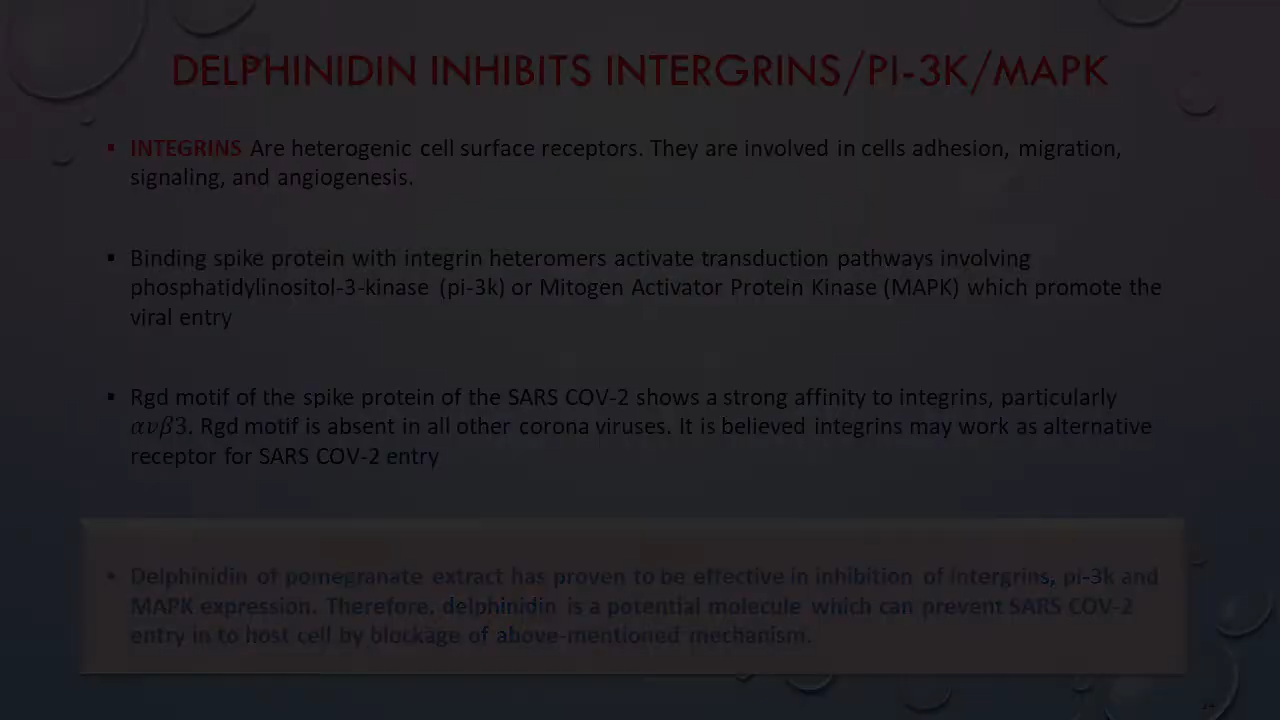 DELPHINIDIN INHIBITS INTERGRINS/PI-3K/MAPK
▪ INTEGRINS Are heterogenic cell surface receptors. They are involved in cells adhesion, migration,
signaling, and angiogenesis.
▪ Binding spike protein with integrin heteromers activate transduction pathways involving
phosphatidylinositol-3-kinase (pi-3k) or Mitogen Activator Protein Kinase (MAPK) which promote the
viral entry
▪ Rgd motif of the spike protein of the SARS COV-2 shows a strong affinity to integrins, particularly
𝛼𝜈𝛽3. Rgd motif is absent in all other corona viruses. It is believed integrins may work as alternative
receptor for SARS COV-2 entry
• Delphinidin of pomegranate extract has proven to be effective in inhibition of intergrins, pi-3k and
MAPK expression. Therefore, delphinidin is a potential molecule which can prevent SARS COV-2
entry in to host cell by blockage of above-mentioned mechanism.